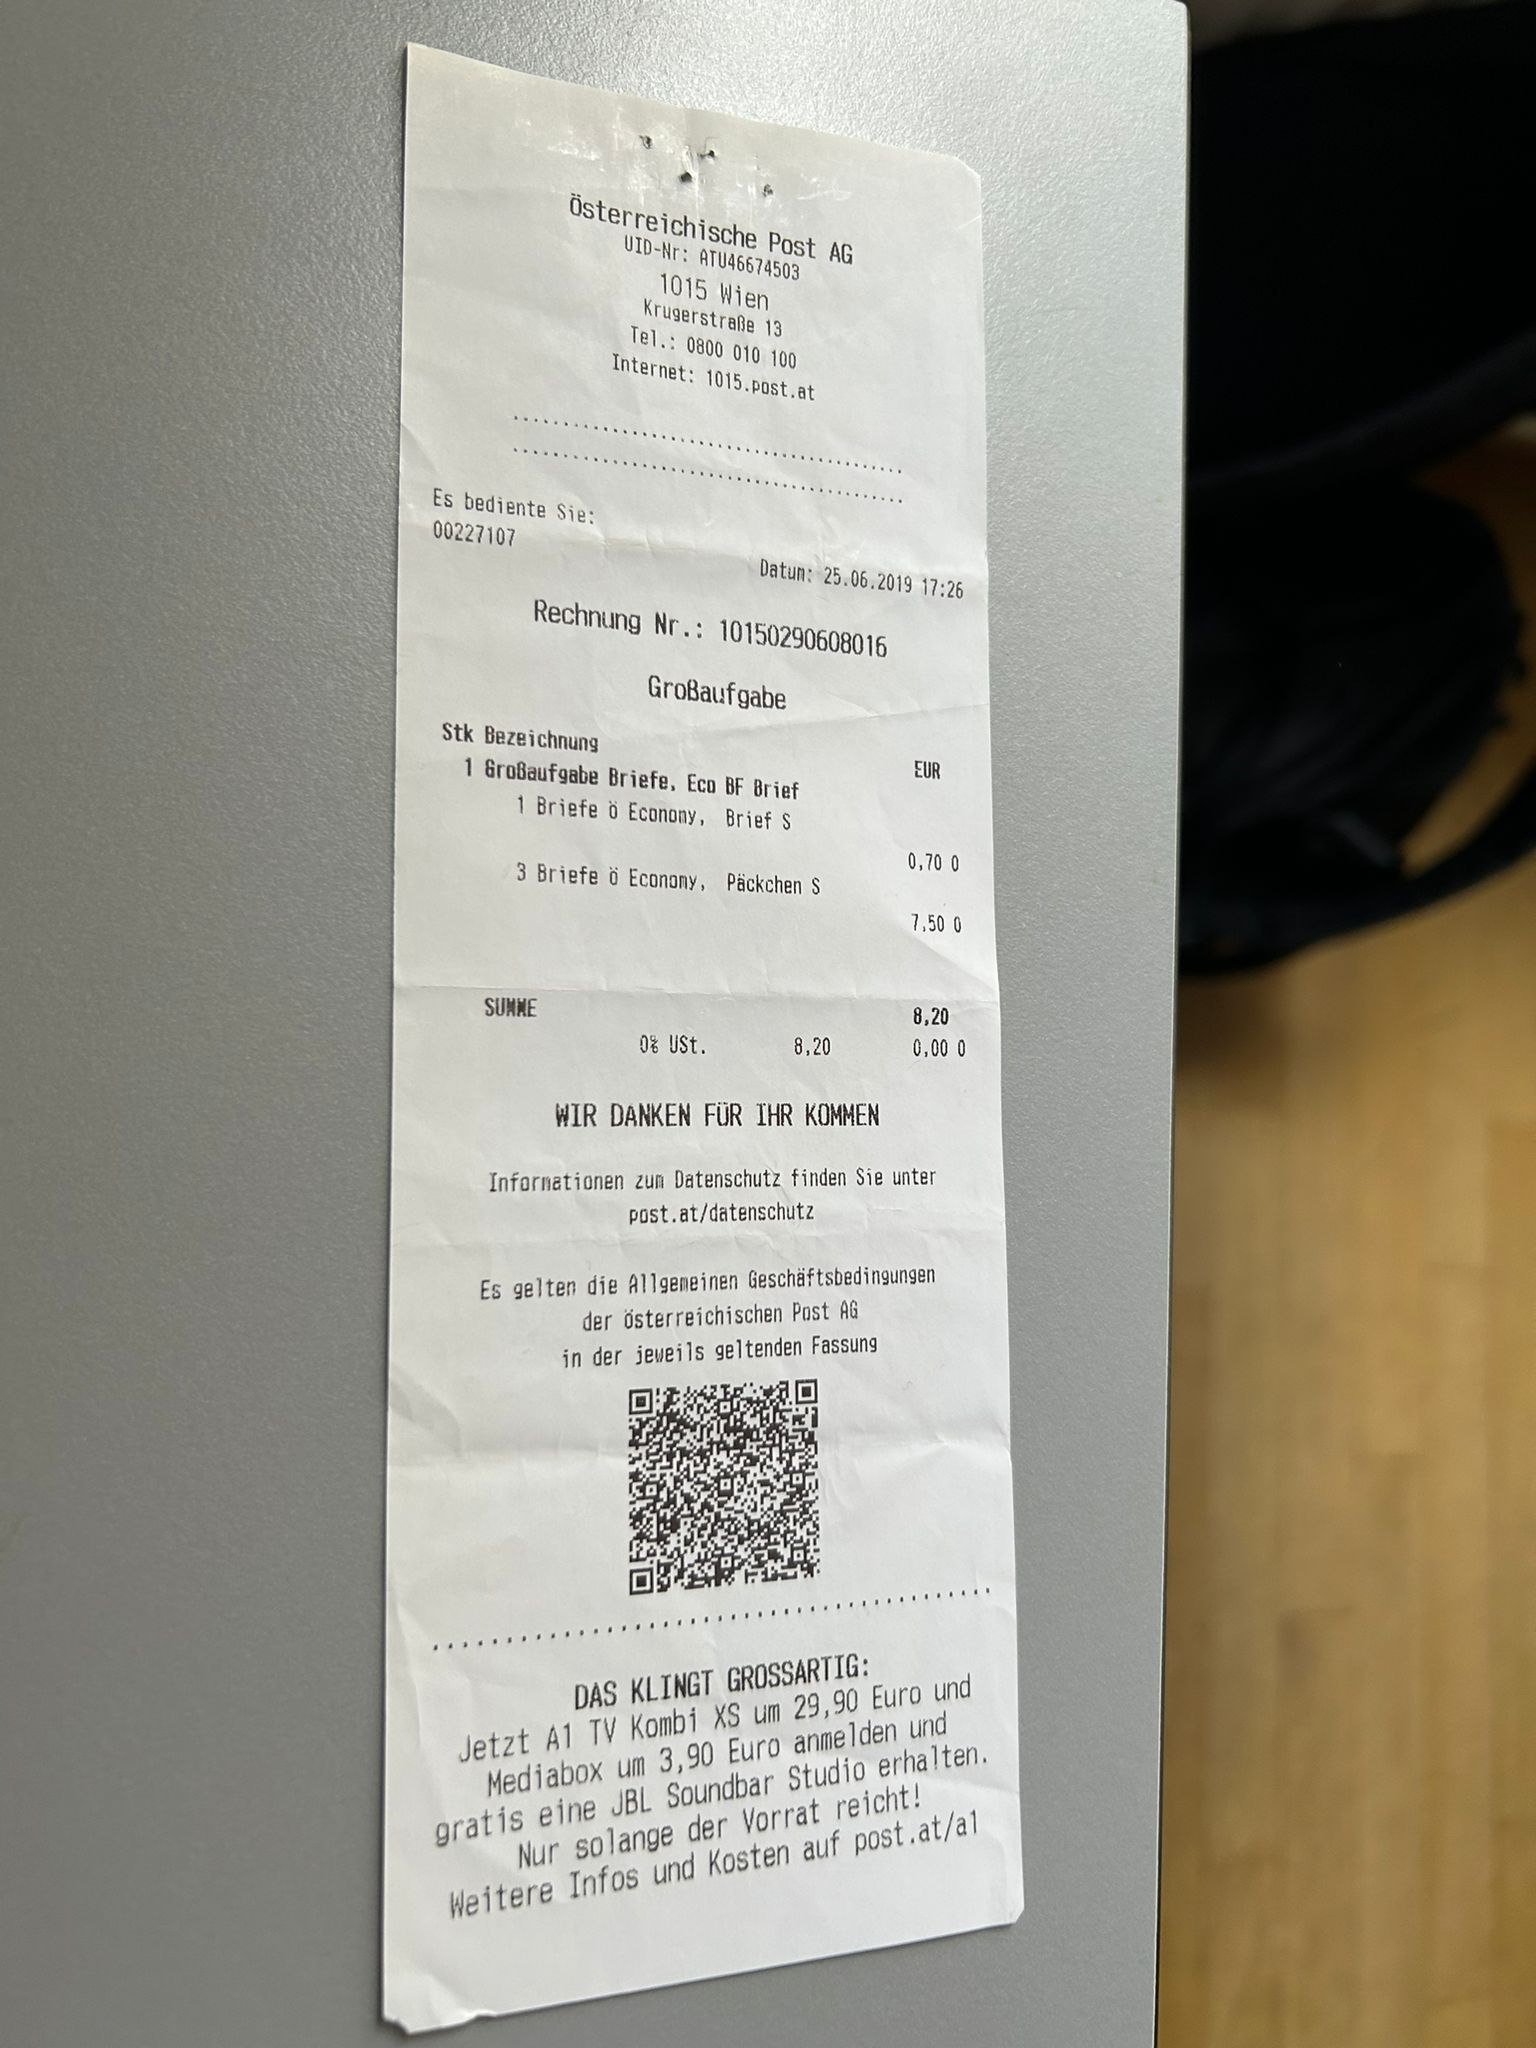 Österreichische Post AG
UID-Nr: ATU46674503
1015 Wien
Krugerstraße 13
Tel.: 0800 010 100
Internet: 1015.post.at
Es bediente Sie:
00227107
Datum: 25.06.2019 17:26
Rechnung Nr.: 10150290608016
Großaufgabe
Stk Bezeichnung
EUR
1 Großaufgabe Briefe, Eco BF Brief
1 Briefe ö Economy, Brief S
0,70 0
3 Briefe ö Economy, Päckchen S
7,50 0
SUMME 8,20
0% USt. 8,20 0,00 0
WIR DANKEN FÜR IHR KOMMEN
Informationen zum Datenschutz finden Sie unter
post.at/datenschutz
Es gelten die Allgemeinen Geschäftsbedingungen
der österreichischen Post AG
in der jeweils geltenden Fassung
DAS KLINGT GROSSARTIG:
Jetzt A1 TV Kombi XS um 29,90 Euro und
Mediabox um 3,90 Euro anmelden und
gratis eine JBL Soundbar Studio erhalten.
Nur solange der Vorrat reicht!
Weitere Infos und Kosten auf post.at/a1